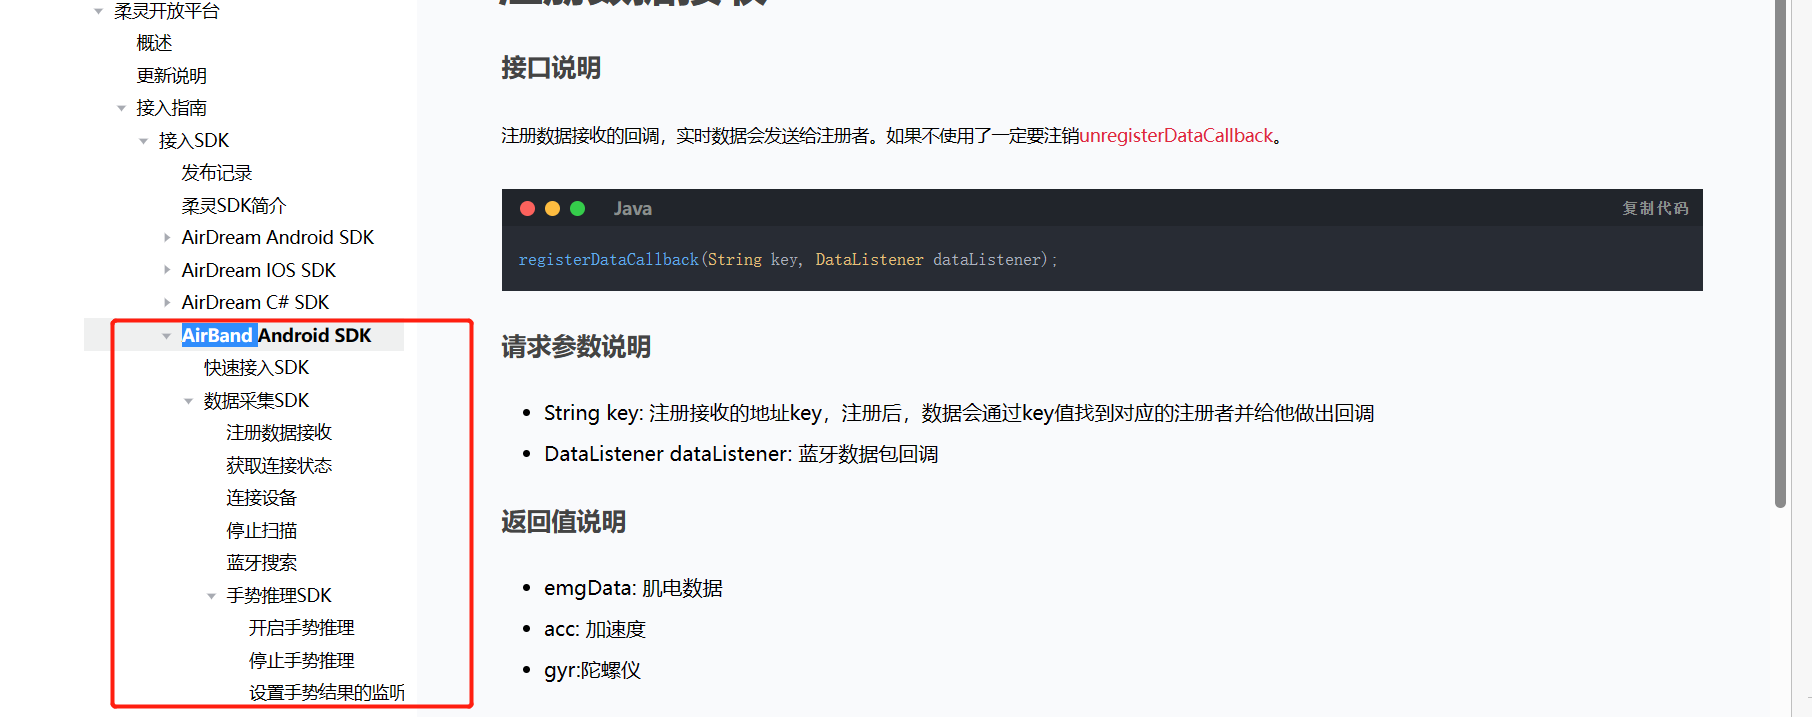 柔灵开放平台
概述
更新说明
接入指南
接入SDK
发布记录
柔灵SDK简介
AirDream Android SDK
AirDream IOS SDK
AirDream C# SDK
AirBand Android SDK
快速接入SDK
数据采集SDK
注册数据接收
获取连接状态
连接设备
停止扫描
蓝牙搜索
手势推理SDK
开启手势推理
停止手势推理
设置手势结果的监听
注册数据的接收
接口说明
注册数据接收的回调，实时数据会发送给注册者。如果不使用了一定要注销unregisterDataCallback。
Java
复制代码
registerDataCallback(String key, DataListener dataListener);
请求参数说明
String key: 注册接收的地址key，注册后，数据会通过key值找到对应的注册者并给他做出回调
DataListener dataListener: 蓝牙数据包回调
返回值说明
emgData: 肌电数据
acc: 加速度
gyr:陀螺仪